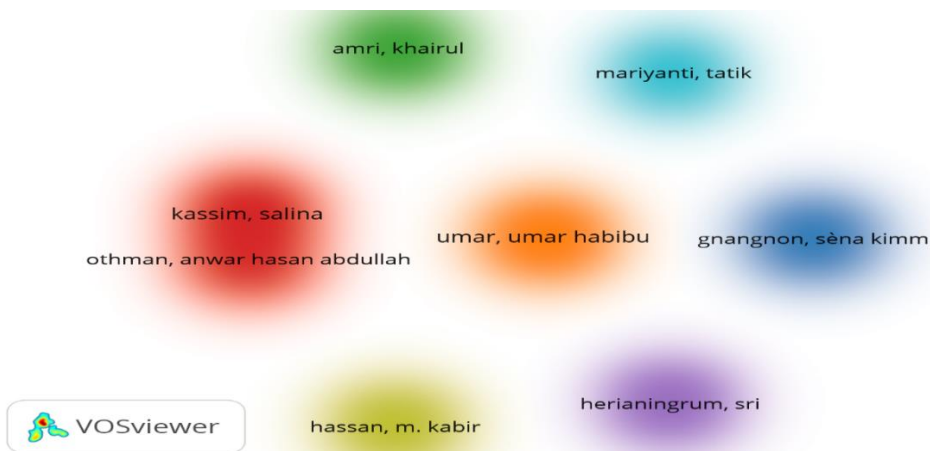 amri, khairul
mariyanti, tatik
kassim, salina
othman, anwar hasan abdullah
umar, umar habibu
gnangnon, sèna kimm
herianingrum, sri
hassan, m. kabir
VOSviewer